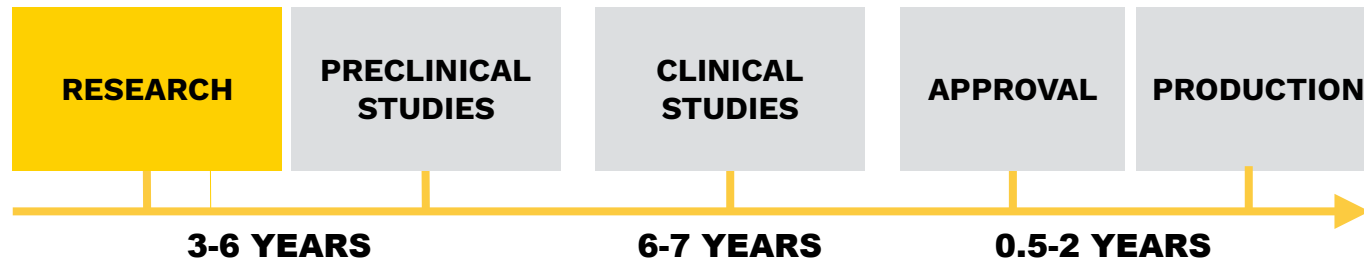 RESEARCH
PRECLINICAL
STUDIES
CLINICAL
STUDIES
APPROVAL
PRODUCTION
3-6 YEARS
6-7 YEARS
0.5-2 YEARS